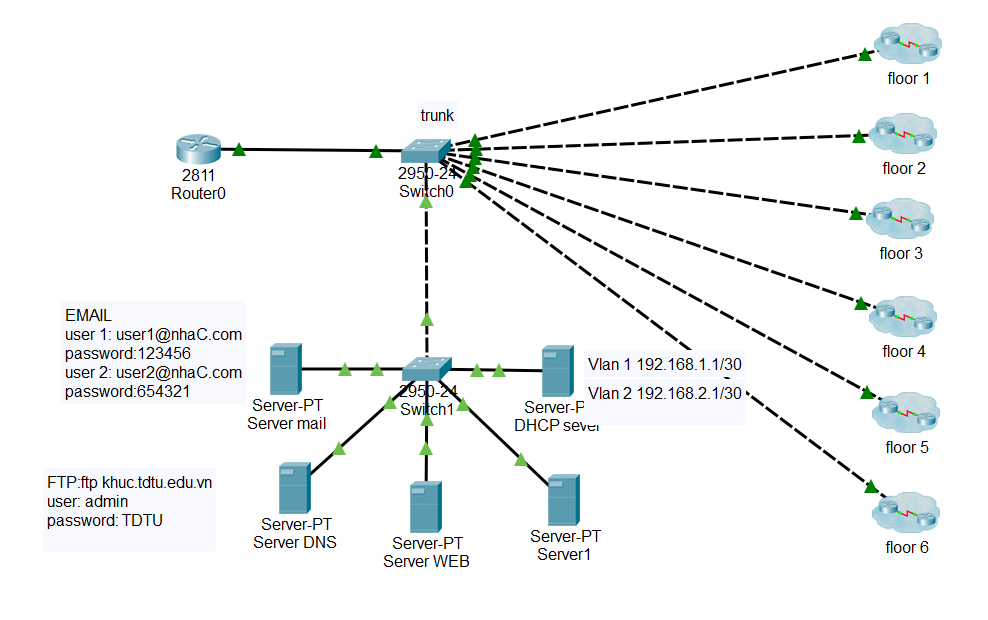 floor 1
trunk
floor 2
2811
Router0
2950-24
Switch0
floor 3
EMAIL
user 1: user1@nhaC.com
password:123456
user 2: user2@nhaC.com
password:654321
floor 4
Vlan 1 192.168.1.1/30
Vlan 2 192.168.2.1/30
2950-24
Switch1
Server-PT
Server mail
DHCP
floor 5
FTP:ftp khuc.tdtu.edu.vn
user: admin
password: TDTU
Server-PT
Server DNS
Server-PT
Server WEB
Server-PT
Server1
floor 6